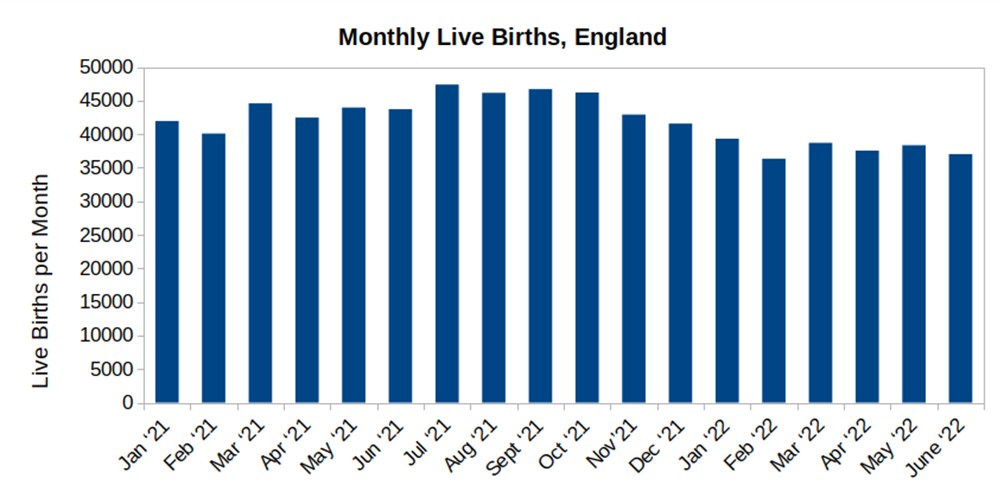 Monthly Live Births, England
Live Births per Month
50000
45000
40000
35000
30000
25000
20000
15000
10000
5000
0
Jan '21
Feb '21
Mar '21
Apr '21
May '21
Jun '21
Jul '21
Aug '21
Sept '21
Oct '21
Nov'21
Dec '21
Jan '22
Feb '22
Mar '22
Apr '22
May '22
June '22